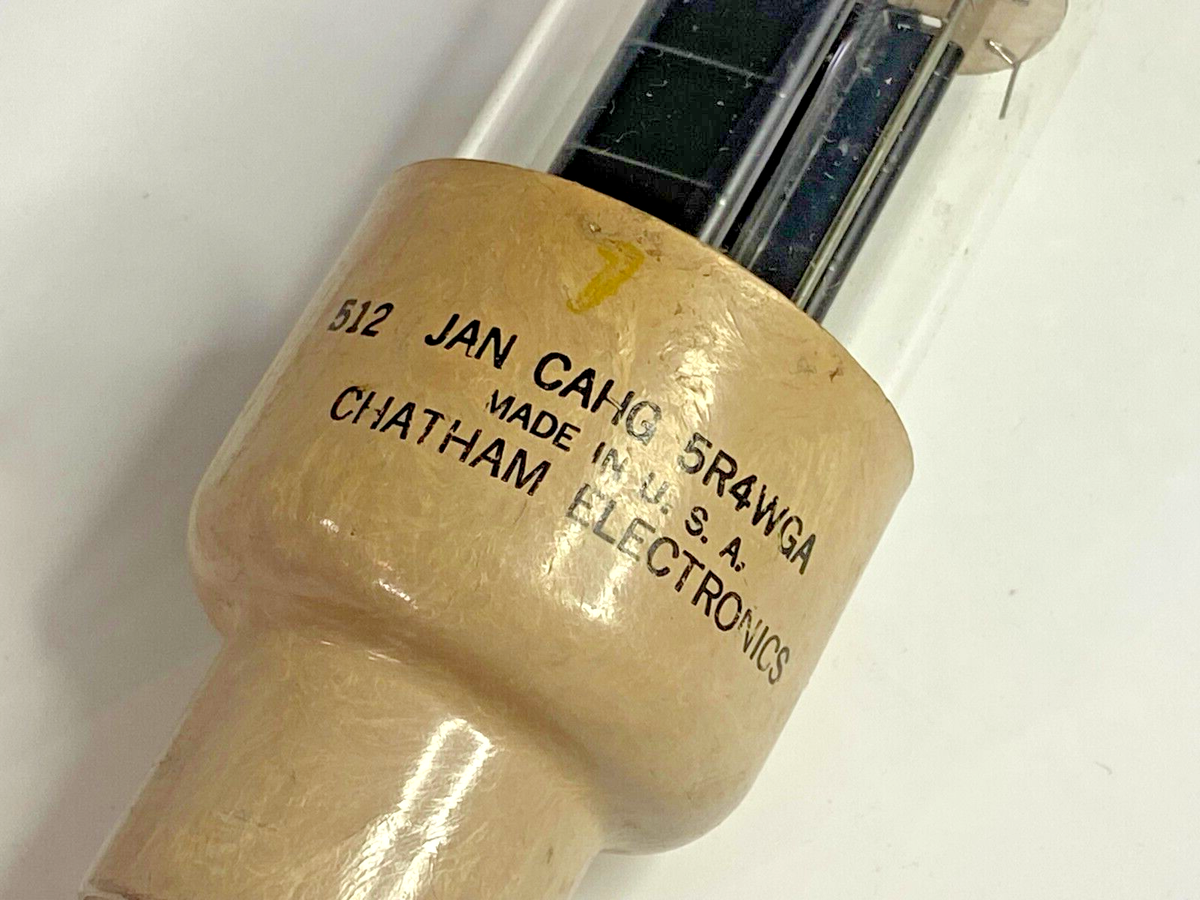 512 JAN CAHG 5R4WGA
MADE IN U. S. A.
CHATHAM ELECTRONICS